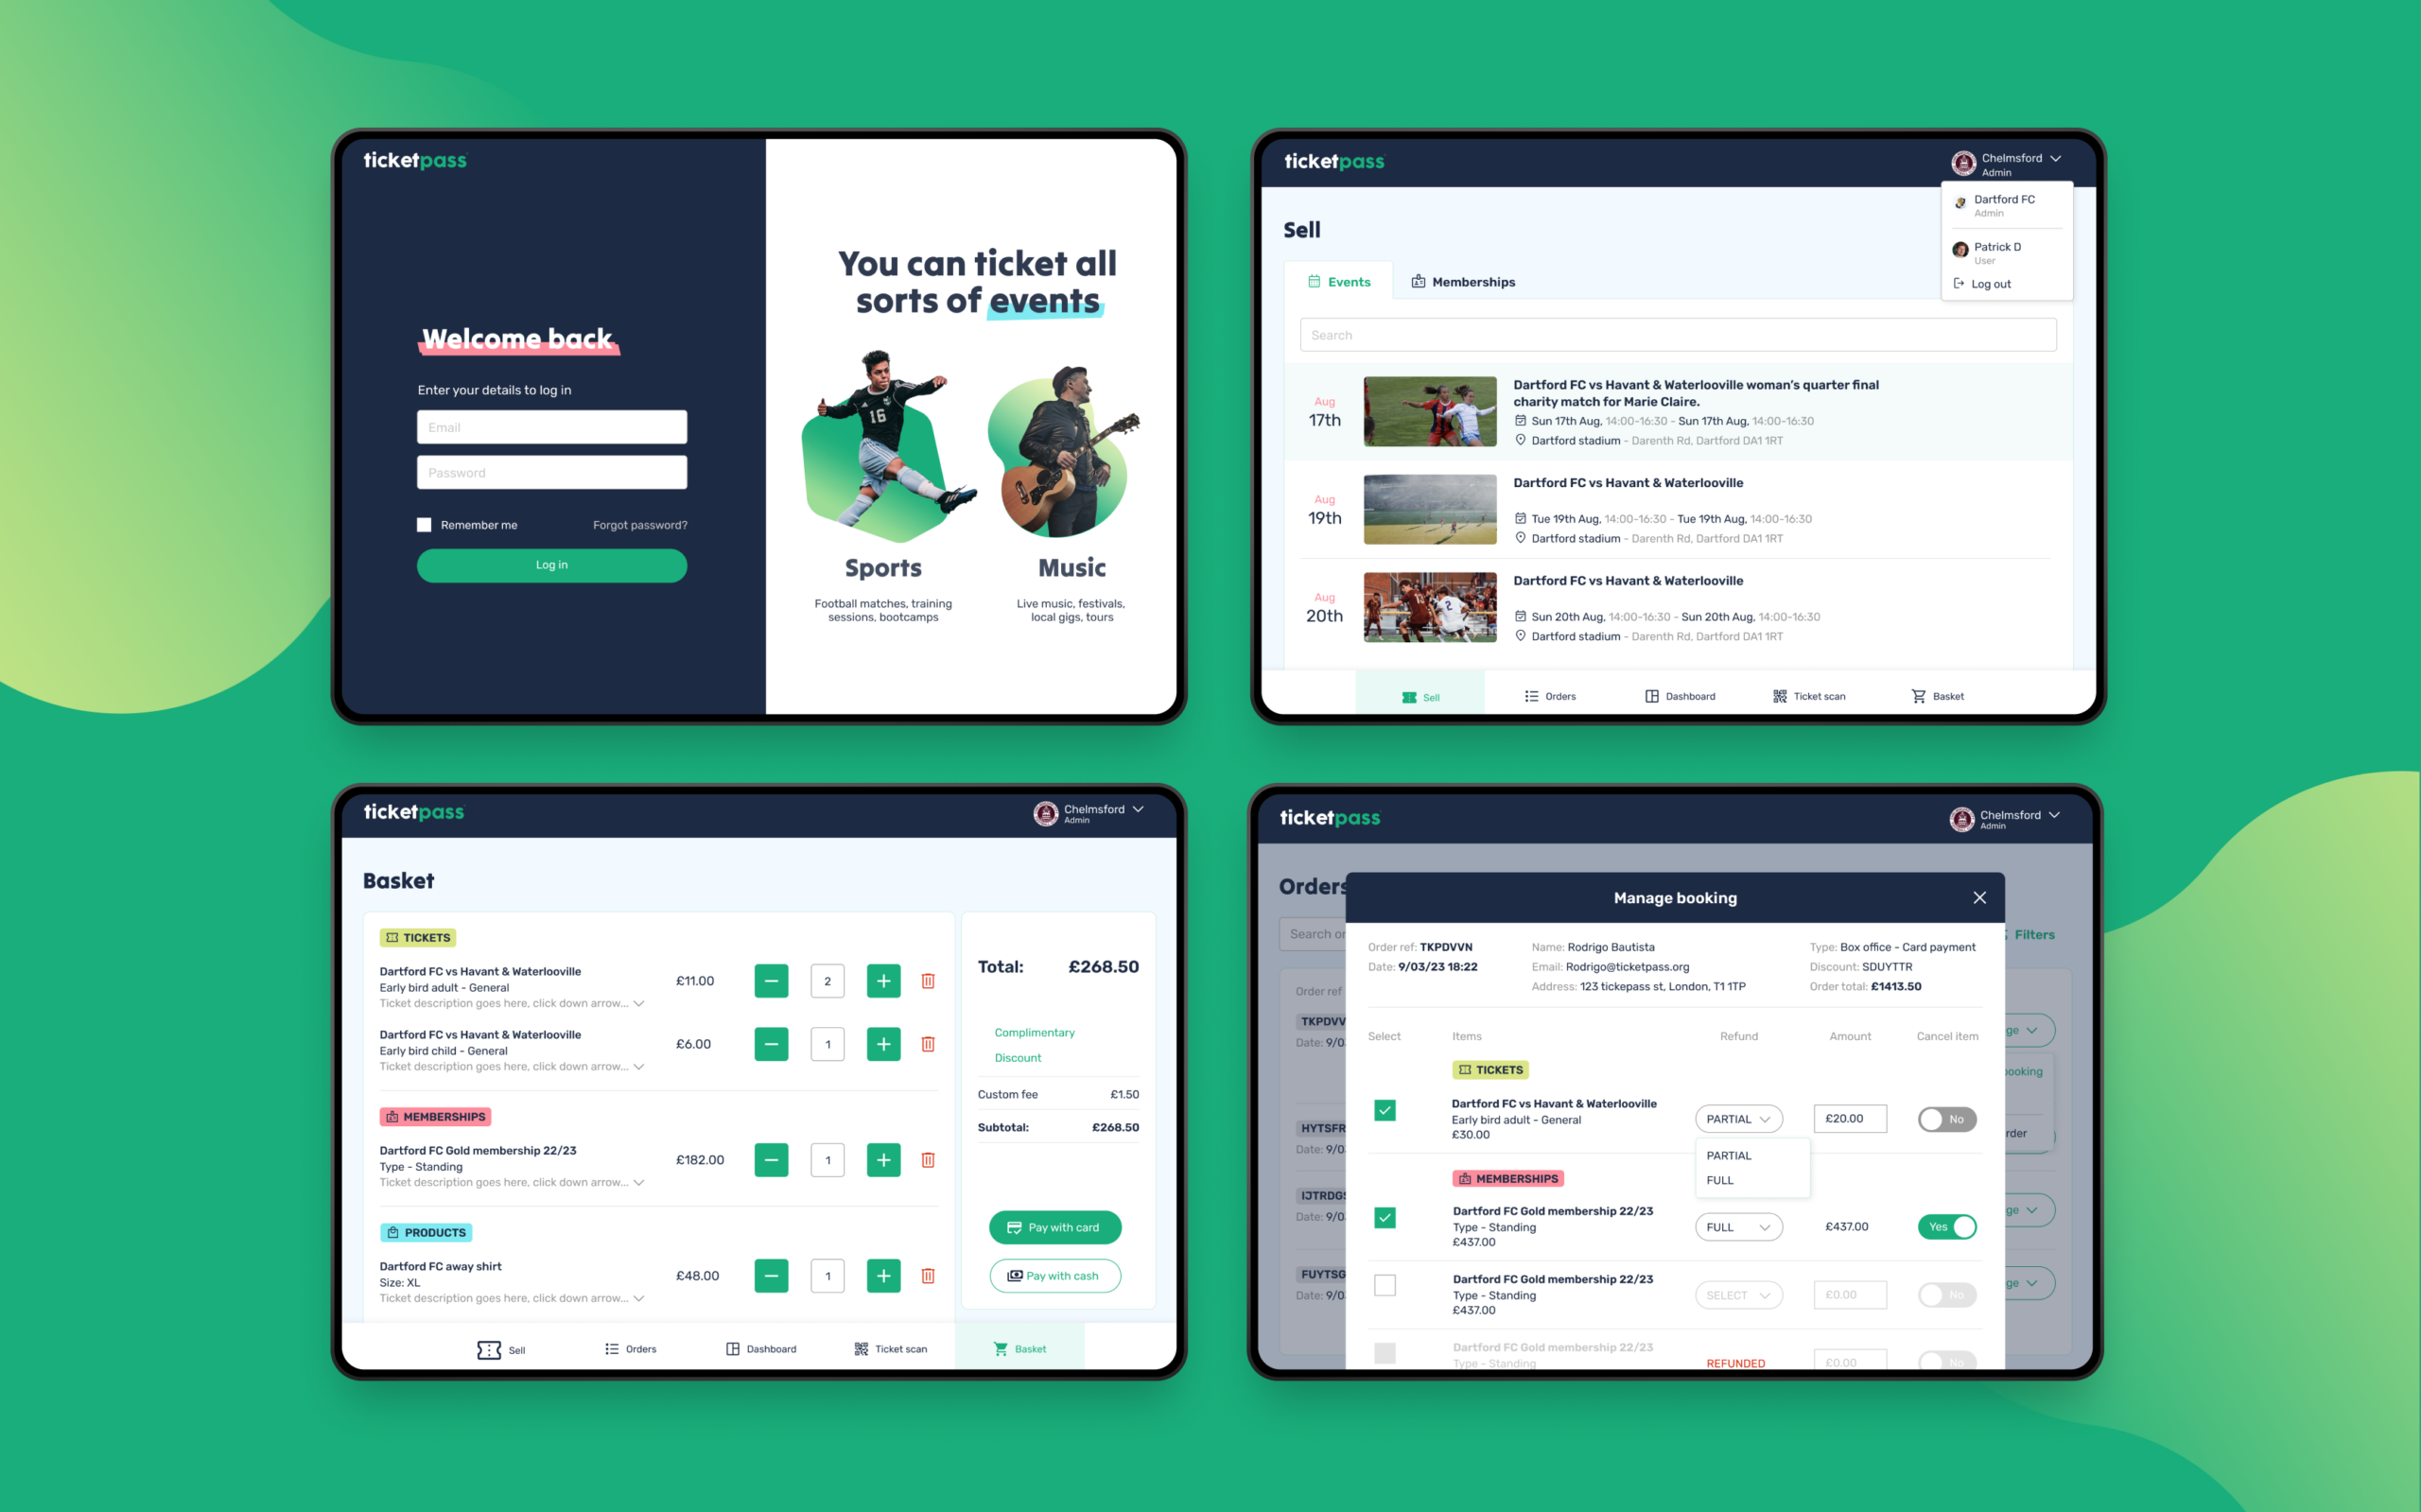 ticketpass
Welcome back
Enter your details to log in
Email
Password
Remember me
Forgot password?
Log in
You can ticket all
sorts of events
Sports
Football matches, training
sessions, bootcamps
16
Music
Live music, festivals,
local gigs, tours
ticketpass
Chelmsford
Admin
Dartford FC
Admin
Patrick D
User
Log out
Sell
Events
Memberships
Search
Aug
17th
Dartford FC vs Havant & Waterlooville woman's quarter final
charity match for Marie Claire.
Sun 17th Aug, 14:00-16:30 - Sun 17th Aug, 14:00-16:30
Dartford stadium - Darenth Rd, Dartford DA1 1RT
Aug
19th
Dartford FC vs Havant & Waterlooville
Tue 19th Aug, 14:00-16:30 - Tue 19th Aug, 14:00-16:30
Dartford stadium - Darenth Rd, Dartford DA1 1RT
Aug
20th
Dartford FC vs Havant & Waterlooville
Sun 20th Aug, 14:00-16:30 - Sun 20th Aug, 14:00-16:30
Dartford stadium - Darenth Rd, Dartford DA1 1RT
Sell
Orders
Dashboard
Ticket scan
Basket
ticketpass
Chelmsford
Admin
Basket
TICKETS
Dartford FC vs Havant & Waterlooville
Early bird adult - General
Ticket description goes here, click down arrow...
£11.00
2
Dartford FC vs Havant & Waterlooville
Early bird child - General
Ticket description goes here, click down arrow...
£6.00
1
MEMBERSHIPS
Dartford FC Gold membership 22/23
Type - Standing
Ticket description goes here, click down arrow...
£182.00
1
PRODUCTS
Dartford FC away shirt
Size: XL
Ticket description goes here, click down arrow...
£48.00
1
Total: £268.50
Complimentary
Discount
Custom fee £1.50
Subtotal: £268.50
Pay with card
Pay with cash
Sell
Orders
Dashboard
Ticket scan
Basket
ticketpass
Chelmsford
Admin
Orders
Search or
Filters
Order ref
TKPDVV
Date: 9/0
HYTSFR
Date: 9/0
IJTRDG
Date: 9/0
FUYTSG
Date: 9/0
ge
booking
rder
ge
ge
Manage booking
Order ref: TKPDVVN
Date: 9/03/23 18:22
Name: Rodrigo Bautista
Email: Rodrigo@ticketpass.org
Address: 123 tickepass st, London, T1 1TP
Type: Box office - Card payment
Discount: SDUYTTR
Order total: £1413.50
Select Items Refund Amount Cancel item
TICKETS
Dartford FC vs Havant & Waterlooville
Early bird adult - General
£30.00
PARTIAL
£20.00
No
PARTIAL
FULL
MEMBERSHIPS
Dartford FC Gold membership 22/23
Type - Standing
£437.00
FULL
£437.00
Yes
Dartford FC Gold membership 22/23
Type - Standing
£437.00
SELECT
£0.00
No
Dartford FC Gold membership 22/23
Type - Standing
REFUNDED
£0.00
No